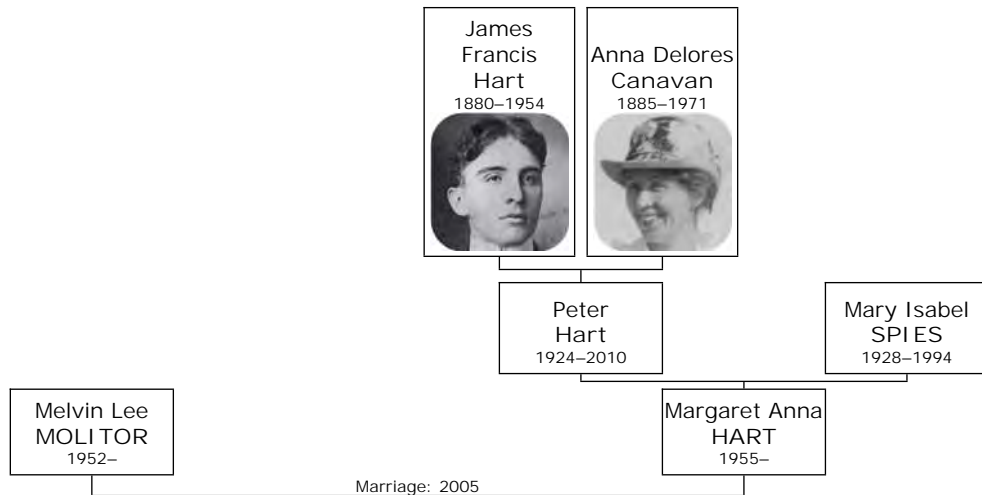 James
Francis
Hart
1880–1954
Anna Delores
Canavan
1885–1971
Peter
Hart
1924–2010
Mary Isabel
SPIES
1928–1994
Melvin Lee
MOLITOR
1952–
Margaret Anna
HART
1955–
Marriage: 2005